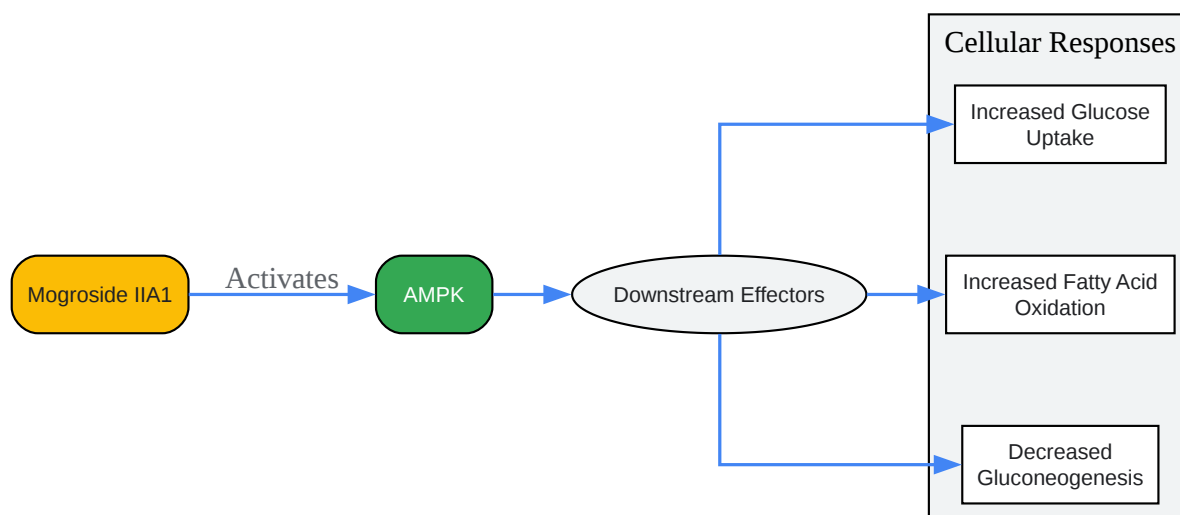 Cellular Responses
Increased Glucose
Uptake
Mogroside IIA1
Activates
AMPK
Downstream Effectors
Increased Fatty Acid
Oxidation
Decreased
Gluconeogenesis